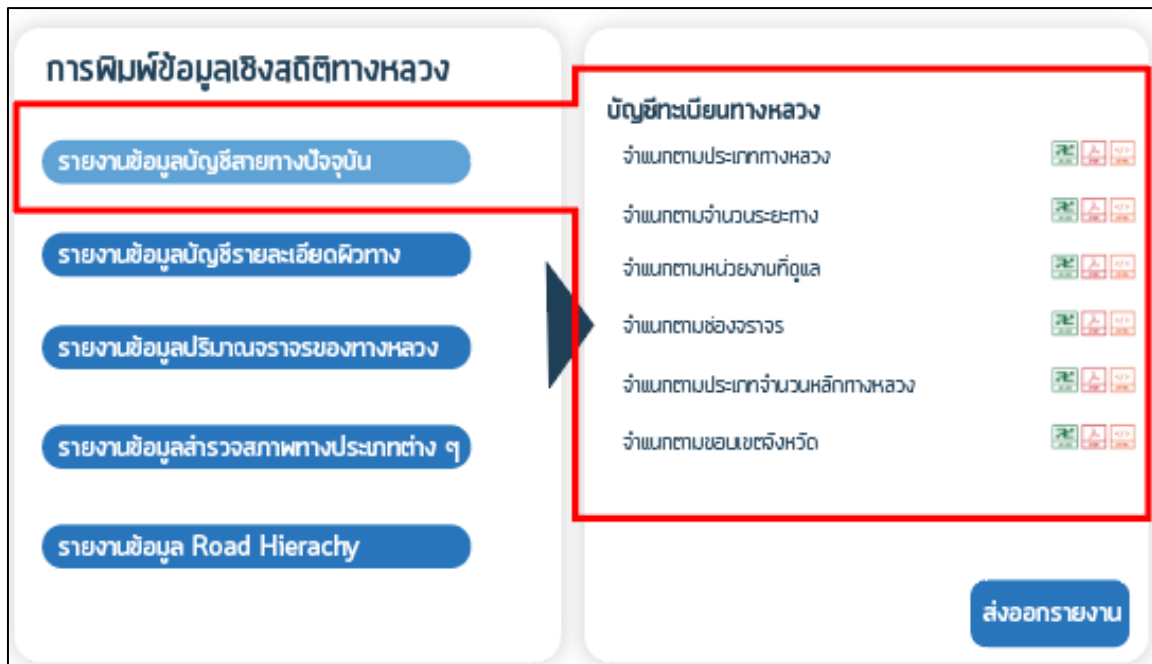 การพิมพ์ข้อมูลเชิงสถิติทางหลวง
รายงานข้อมูลบัญชีสายทางปัจจุบัน
รายงานข้อมูลบัญชีรายละเอียดผิวทาง
รายงานข้อมูลปริมาณจราจรของทางหลวง
รายงานข้อมูลสำรวจสภาพทางประเภทต่าง ๆ
รายงานข้อมูล Road Hierachy
บัญชีทะเบียนทางหลวง
จำแนกตามประเภททางหลวง
จำแนกตามจำนวนระยะทาง
จำแนกตามหน่วยงานที่ดูแล
จำแนกตามช่องจราจร
จำแนกตามประเภทจำนวนหลักทางหลวง
จำแนกตามขอบเขตจังหวัด
ส่งออกรายงาน